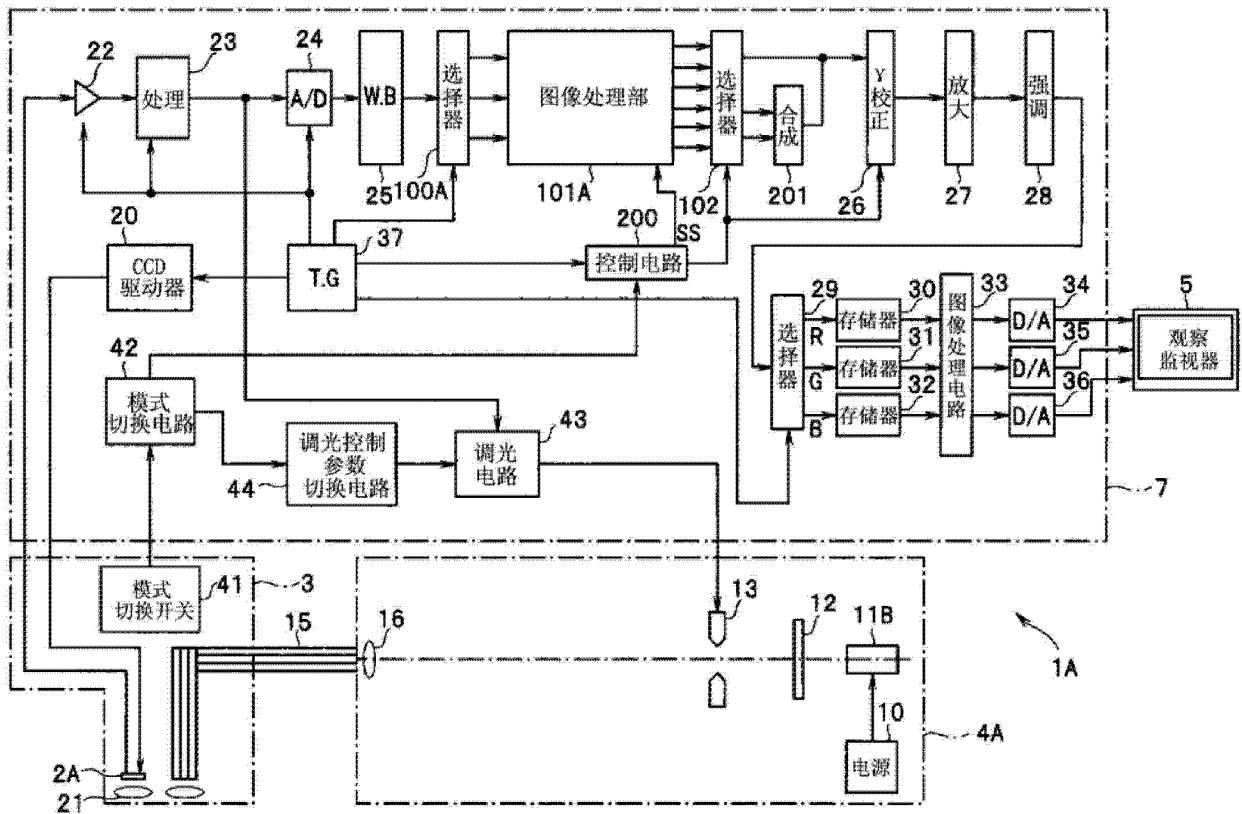 22
处理
23
24
A/D
W.B
25
选择器
100A
图像处理部
101A
选择器
102
合成
201
γ校正
26
放大
27
强调
28
20
CCD
驱动器
T.G
37
200
SS
控制电路
选择器
29
R
G
B
存储器
30
存储器
31
存储器
32
图像处理电路
33
D/A
34
D/A
35
D/A
36
5
观察
监视器
42
模式
切换电路
调光控制
参数
切换电路
44
调光
电路
43
7
模式
切换开关
41
3
15
16
13
12
11B
1A
10
电源
4A
2A
21